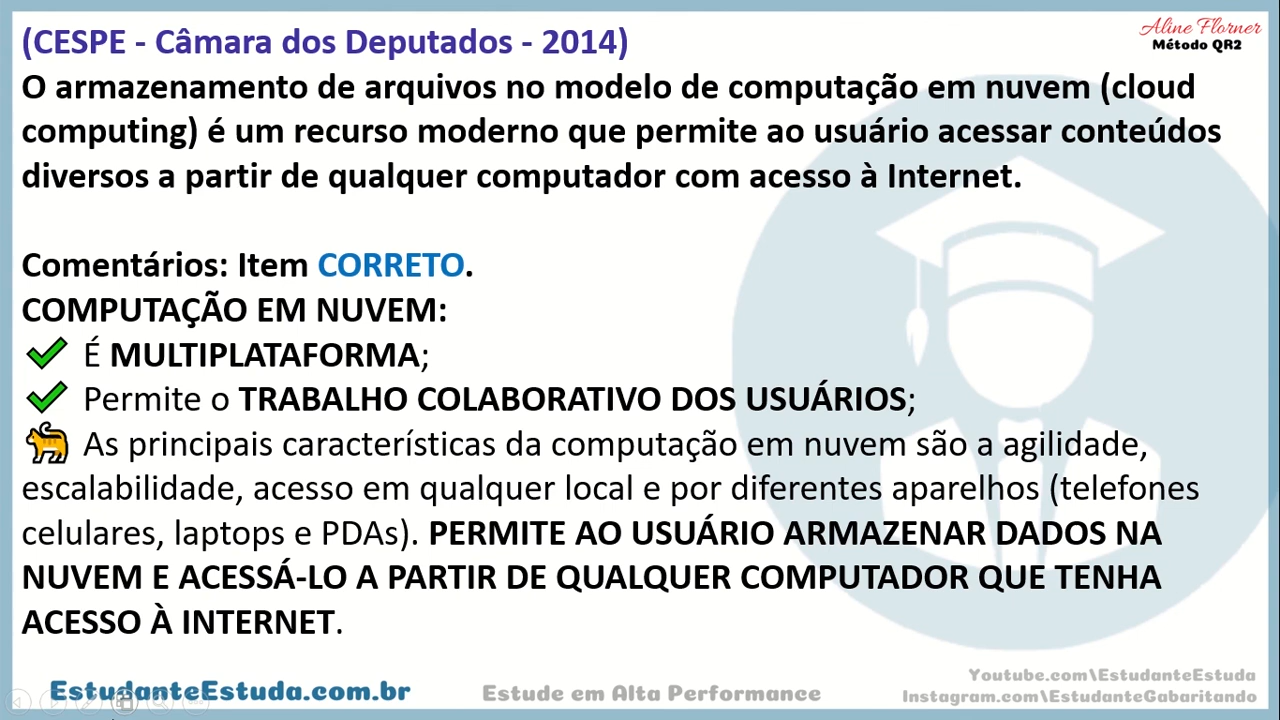 Aline Florner
Método QR2
(CESPE - Câmara dos Deputados - 2014)
O armazenamento de arquivos no modelo de computação em nuvem (cloud
computing) é um recurso moderno que permite ao usuário acessar conteúdos
diversos a partir de qualquer computador com acesso à Internet.
Comentários: Item CORRETO.
COMPUTAÇÃO EM NUVEM:
É MULTIPLATAFORMA;
Permite o TRABALHO COLABORATIVO DOS USUÁRIOS;
As principais características da computação em nuvem são a agilidade,
escalabilidade, acesso em qualquer local e por diferentes aparelhos (telefones
celulares, laptops e PDAs). PERMITE AO USUÁRIO ARMAZENAR DADOS NA
NUVEM E ACESSÁ-LO A PARTIR DE QUALQUER COMPUTADOR QUE TENHA
ACESSO À INTERNET.
EstudanteEstuda.com.br
Estude em Alta Performance
Youtube.com\EstudanteEstuda
Instagram.com\EstudanteGabaritando